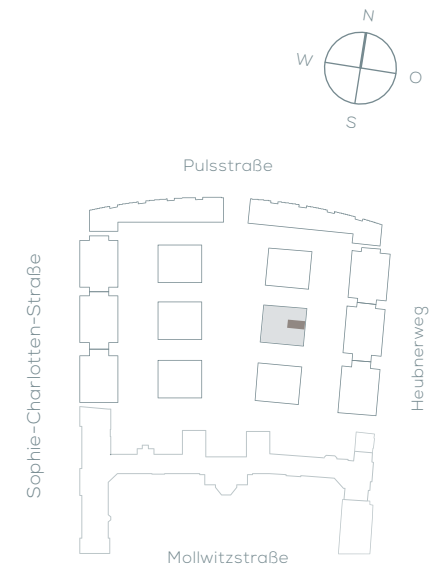 N
W
O
S
Pulsstraße
Sophie-Charlotten-Straße
Heubnerweg
Mollwitzstraße